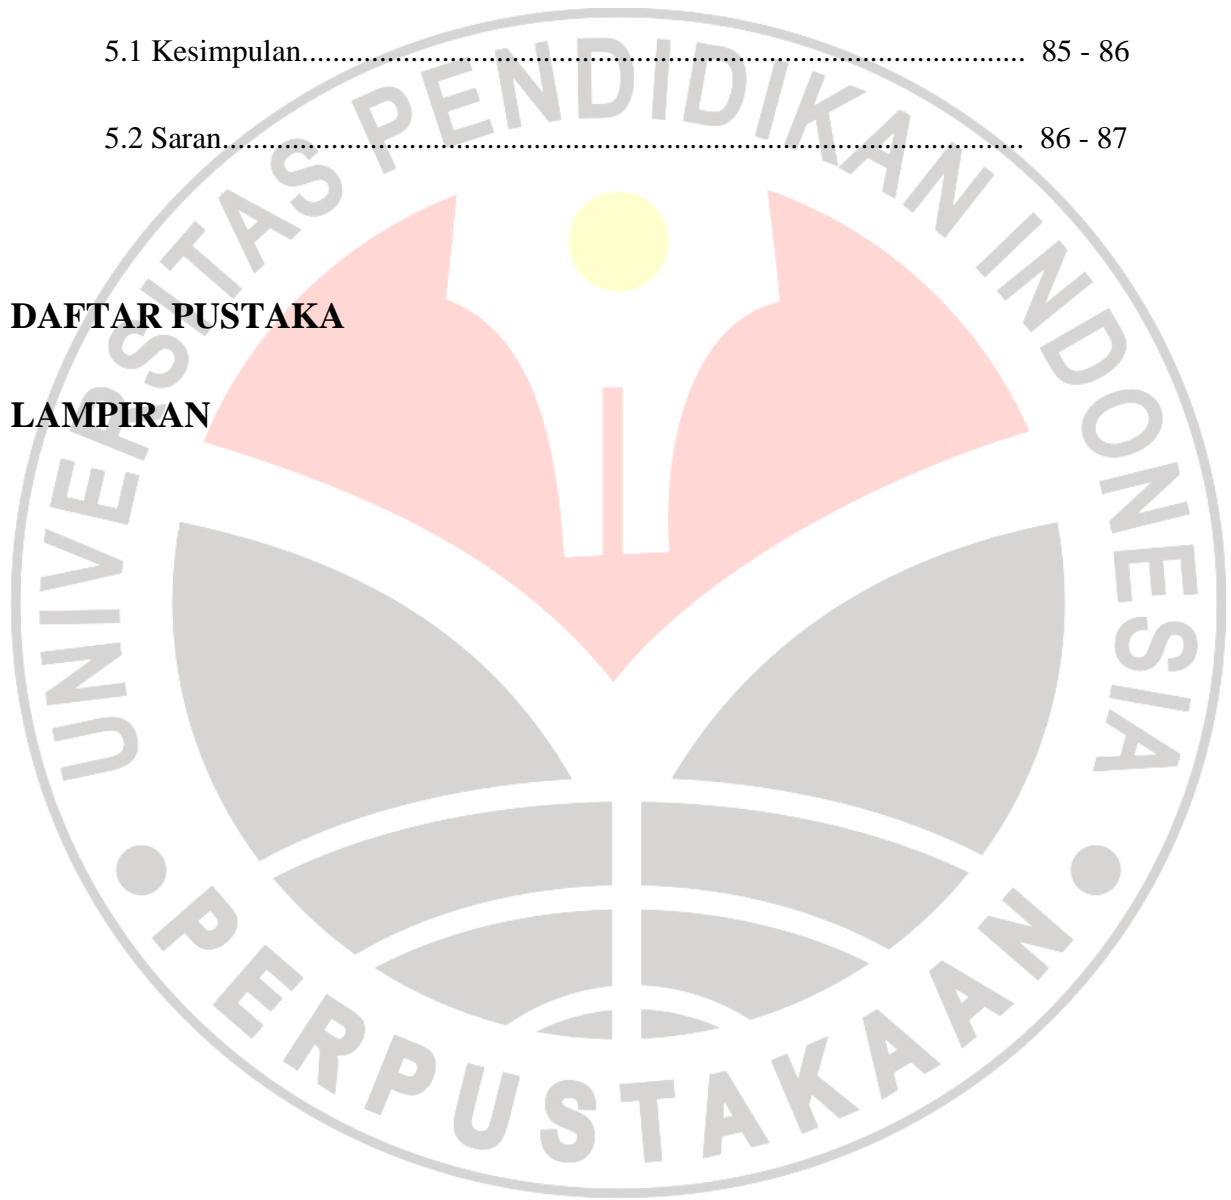 5.1 Kesimpulan............................................................................................. 85 - 86
5.2 Saran....................................................................................................... 86 - 87
DAFTAR PUSTAKA
LAMPIRAN
UNIVERSITAS PENDIDIKAN INDONESIA
PERPUSTAKAAN